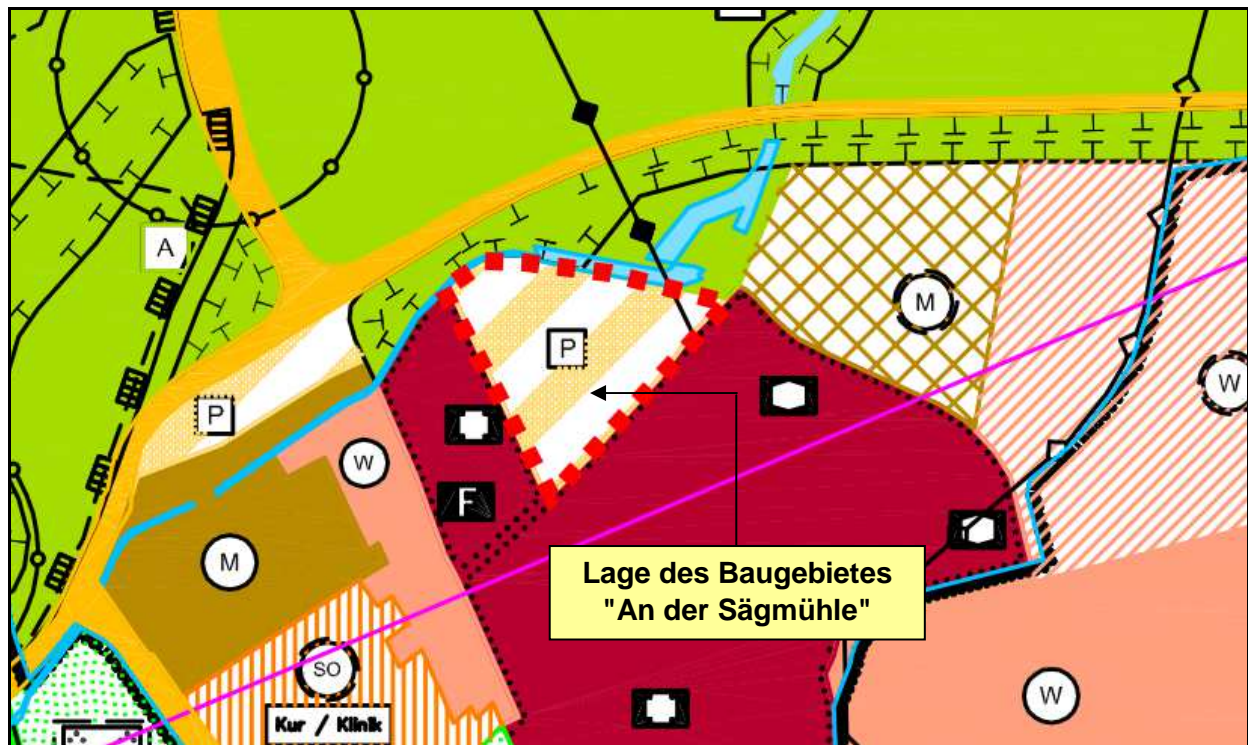 A
P
M
P
W
W
F
M
Lage des Baugebietes
"An der Sägmühle"
SO
Kur / Klinik
W